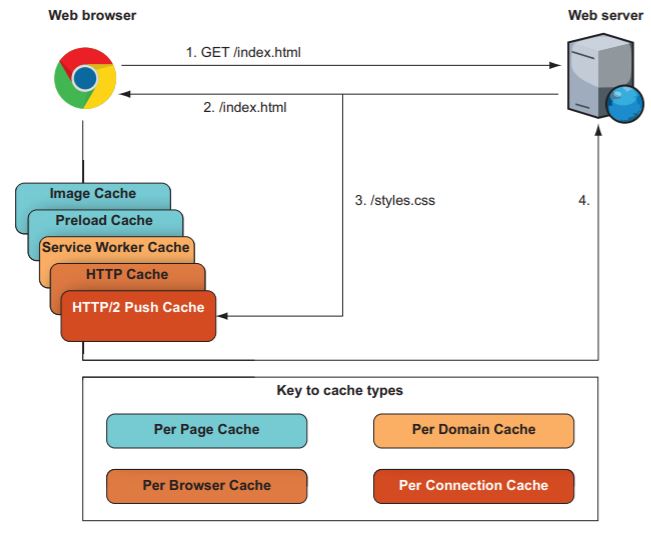 Web browser
Web server
1. GET /index.html
2. /index.html
3. /styles.css
4.
Image Cache
Preload Cache
Service Worker Cache
HTTP Cache
HTTP/2 Push Cache
Key to cache types
Per Page Cache
Per Domain Cache
Per Browser Cache
Per Connection Cache